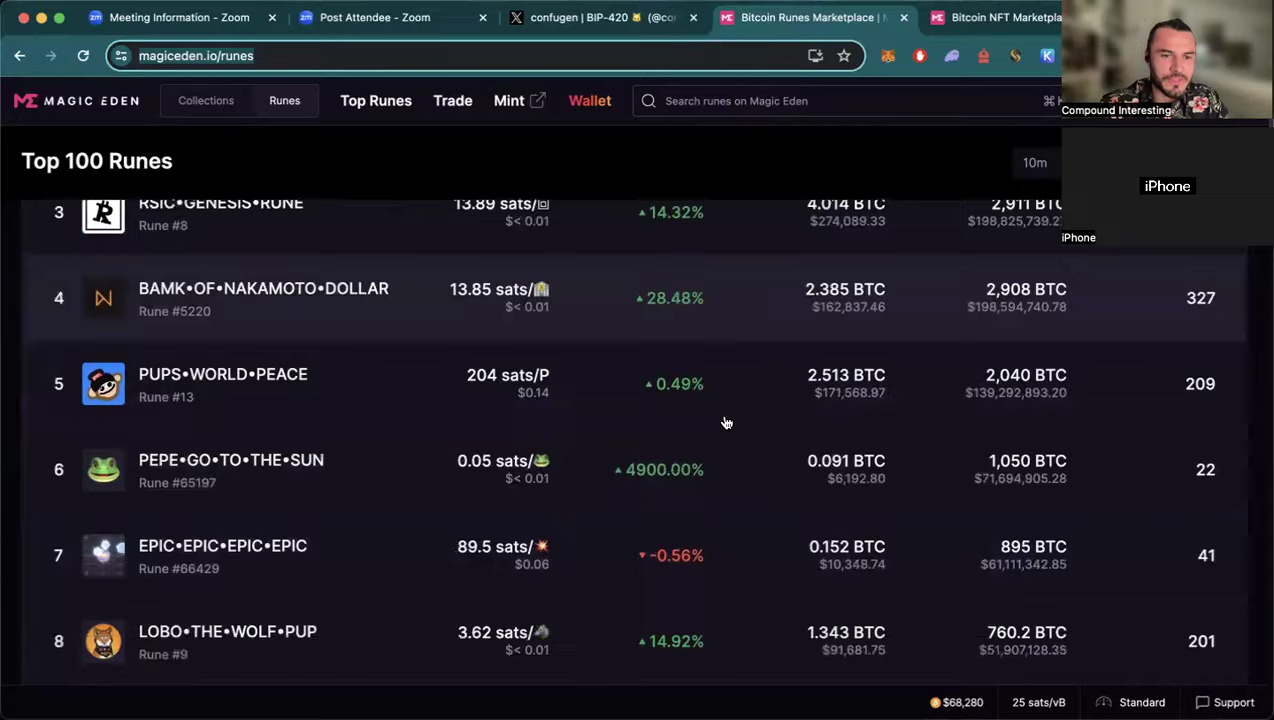 Meeting Information - Zoom
Post Attendee - Zoom
confugen | BIP-420 🐱 (@co
Bitcoin Runes Marketplace |
Bitcoin NFT Marketpla
magiceden.io/runes
MAGIC EDEN
Collections
Runes
Top Runes
Trade
Mint
Wallet
Search runes on Magic Eden
Compound Interesting
iPhone
iPhone
Top 100 Runes
10m
3
RSIC•GENESIS•RUNE
Rune #8
13.89 sats/⧈
$< 0.01
14.32%
4.014 BTC
$274,089.33
2,911 BTC
$198,825,739.2
4
BAMK•OF•NAKAMOTO•DOLLAR
Rune #5220
13.85 sats/🏦
$< 0.01
28.48%
2.385 BTC
$162,837.46
2,908 BTC
$198,594,740.78
327
5
PUPS•WORLD•PEACE
Rune #13
204 sats/P
$0.14
0.49%
2.513 BTC
$171,568.97
2,040 BTC
$139,292,893.20
209
6
PEPE•GO•TO•THE•SUN
Rune #65197
0.05 sats/🐸
$< 0.01
4900.00%
0.091 BTC
$6,192.80
1,050 BTC
$71,694,905.28
22
7
EPIC•EPIC•EPIC•EPIC
Rune #66429
89.5 sats/💥
$0.06
-0.56%
0.152 BTC
$10,348.74
895 BTC
$61,111,342.85
41
8
LOBO•THE•WOLF•PUP
Rune #9
3.62 sats/🐺
$< 0.01
14.92%
1.343 BTC
$91,681.75
760.2 BTC
$51,907,128.35
201
$68,280
25 sats/vB
Standard
Support